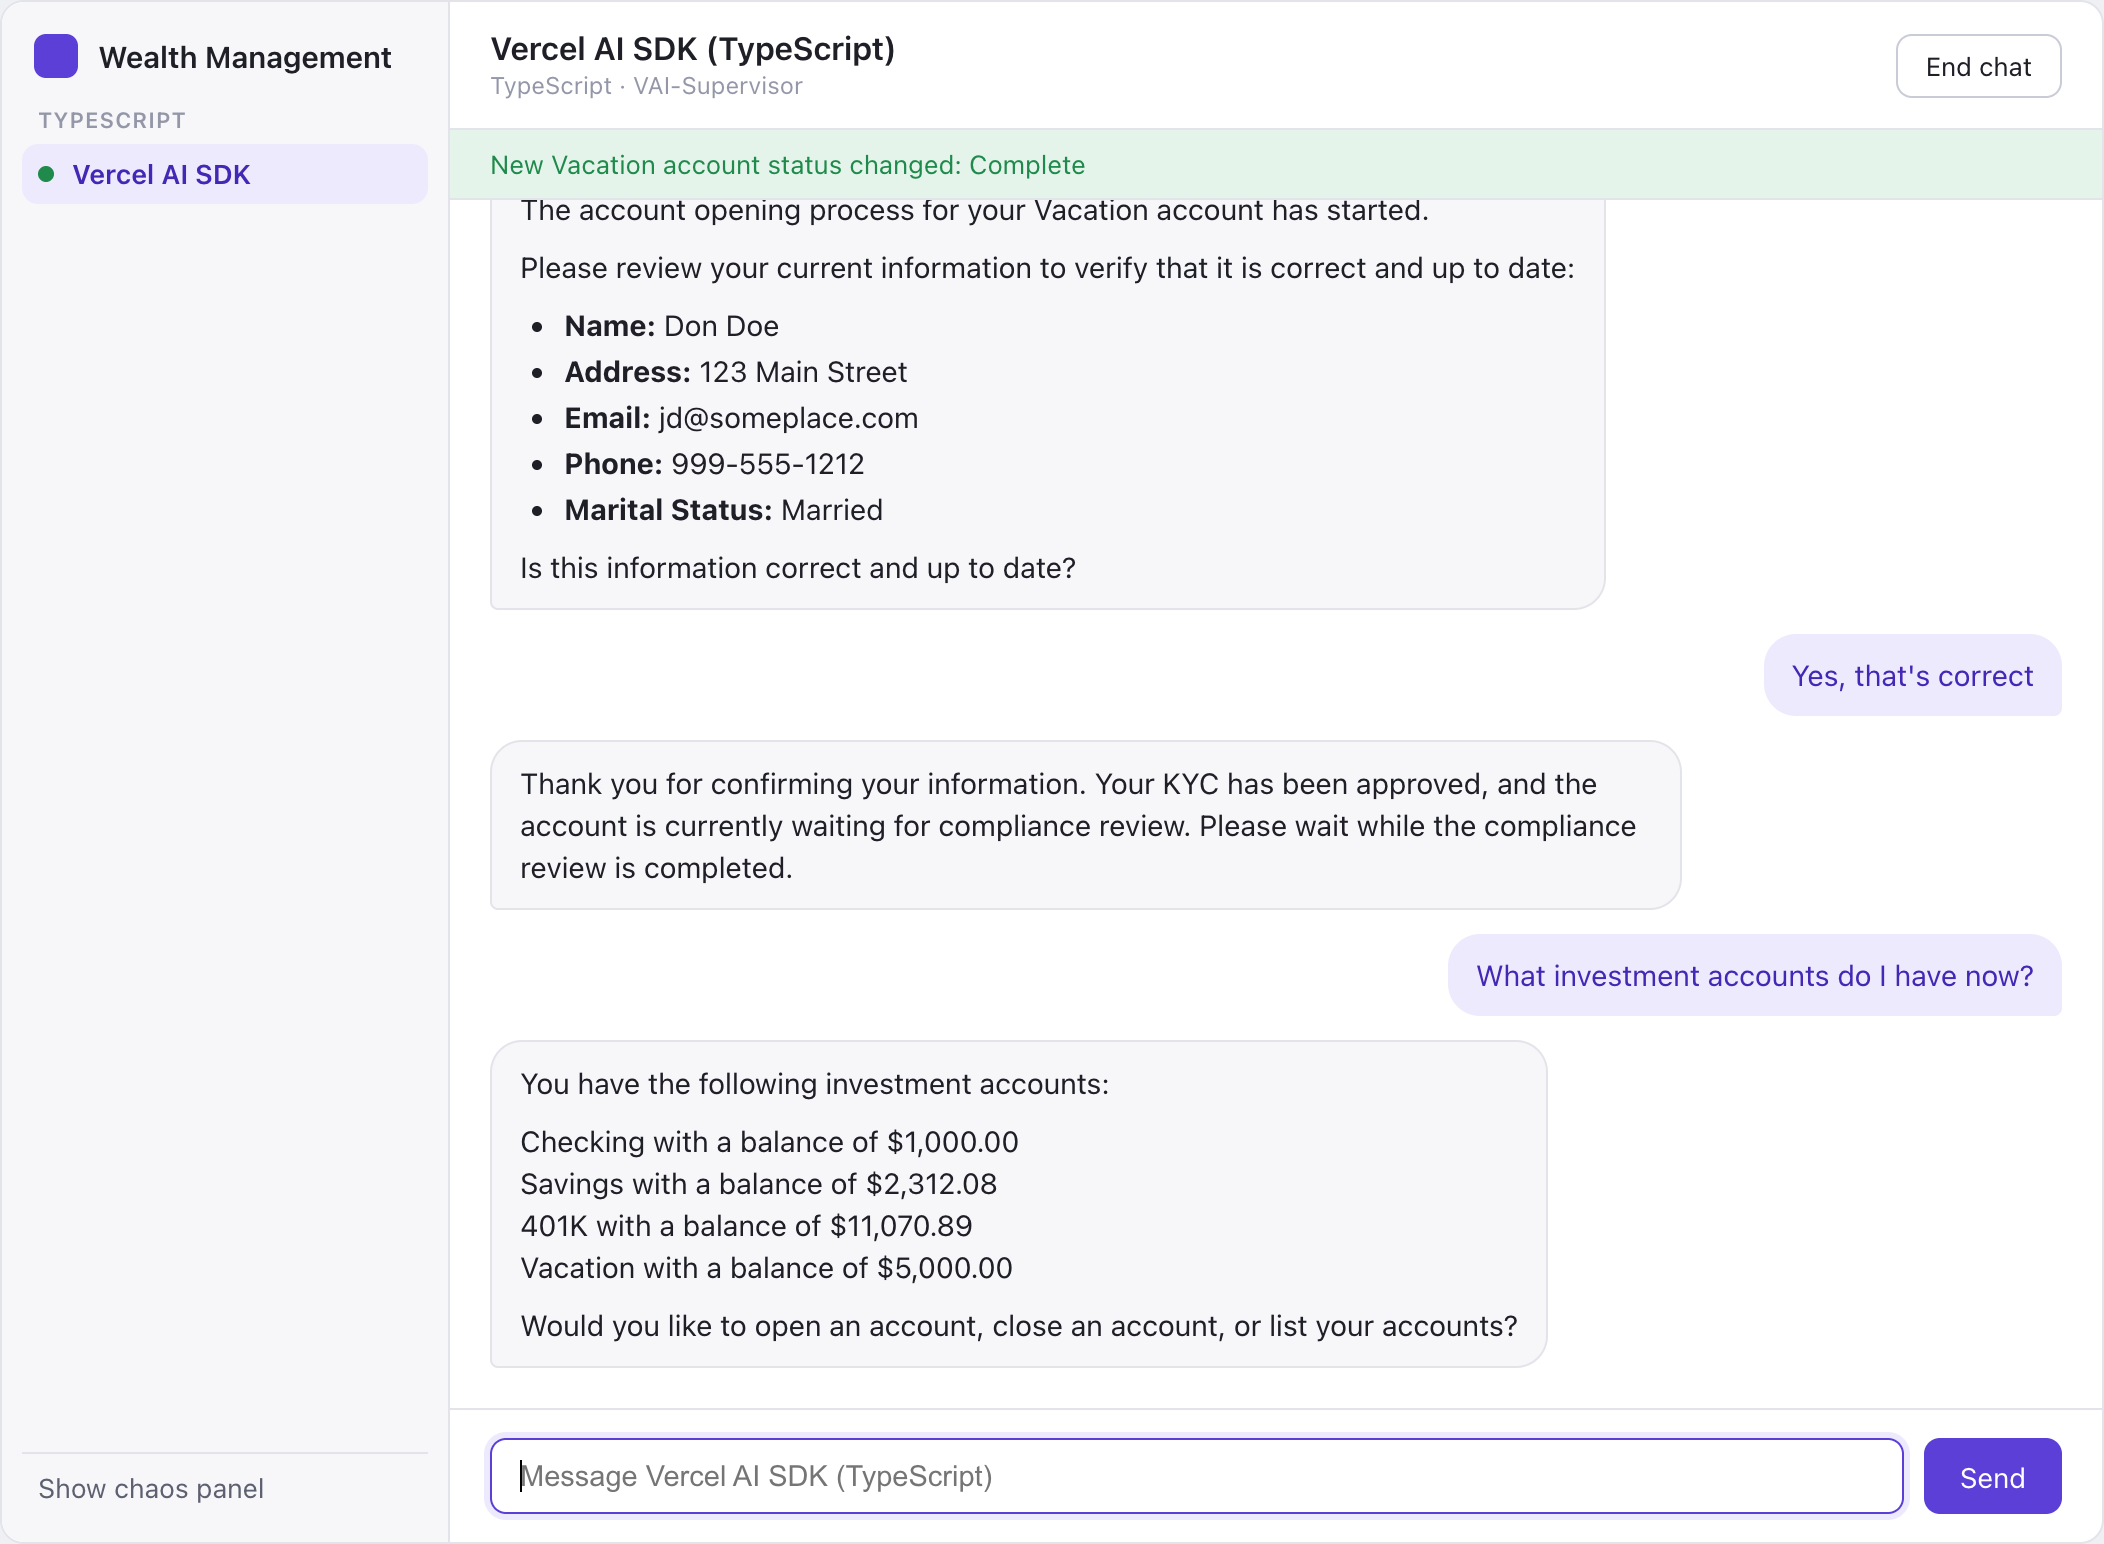 Wealth Management
TYPESCRIPT
Vercel AI SDK
Show chaos panel
Vercel AI SDK (TypeScript)
TypeScript · VAI-Supervisor
End chat
New Vacation account status changed: Complete
The account opening process for your Vacation account has started.
Please review your current information to verify that it is correct and up to date:
• Name: Don Doe
• Address: 123 Main Street
• Email: jd@someplace.com
• Phone: 999-555-1212
• Marital Status: Married
Is this information correct and up to date?
Yes, that's correct
Thank you for confirming your information. Your KYC has been approved, and the
account is currently waiting for compliance review. Please wait while the compliance
review is completed.
What investment accounts do I have now?
You have the following investment accounts:
Checking with a balance of $1,000.00
Savings with a balance of $2,312.08
401K with a balance of $11,070.89
Vacation with a balance of $5,000.00
Would you like to open an account, close an account, or list your accounts?
Message Vercel AI SDK (TypeScript)
Send